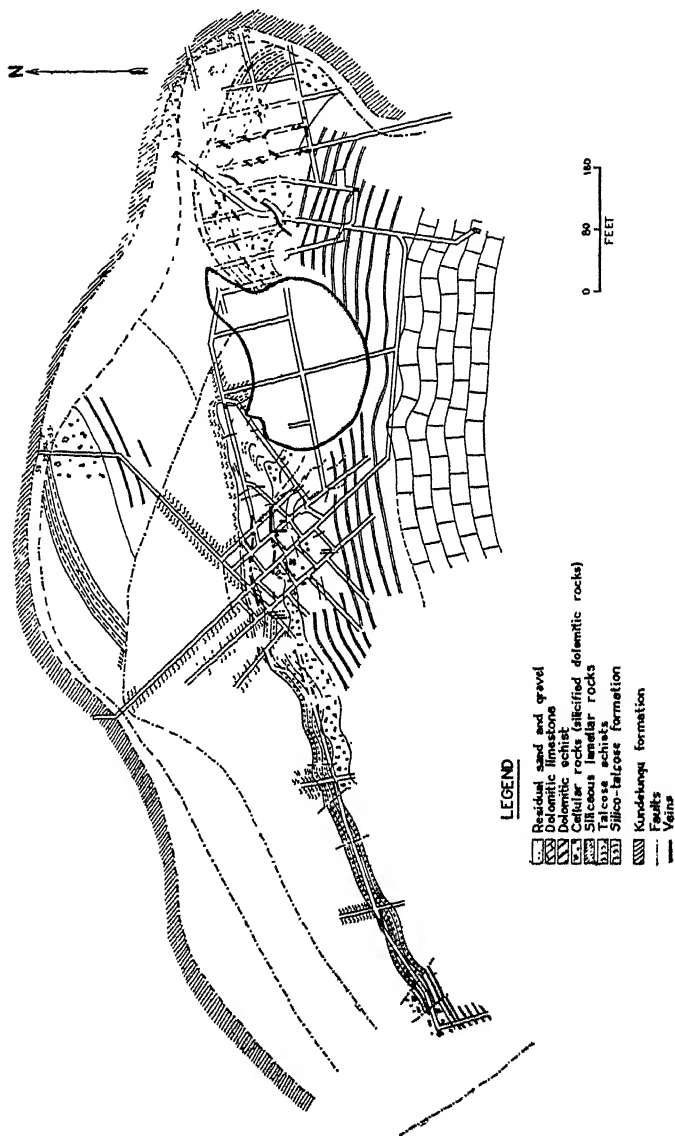 N
LEGEND
Residual sand and gravel
Dolomitic limestone
Dolomitic schist
Cellular rocks (silicified dolomitic rocks)
Siliceous lamellar rocks
Talcose schists
Silico-talcose formation
Kundelungu formation
Faults
Veins
0 80 160
FEET